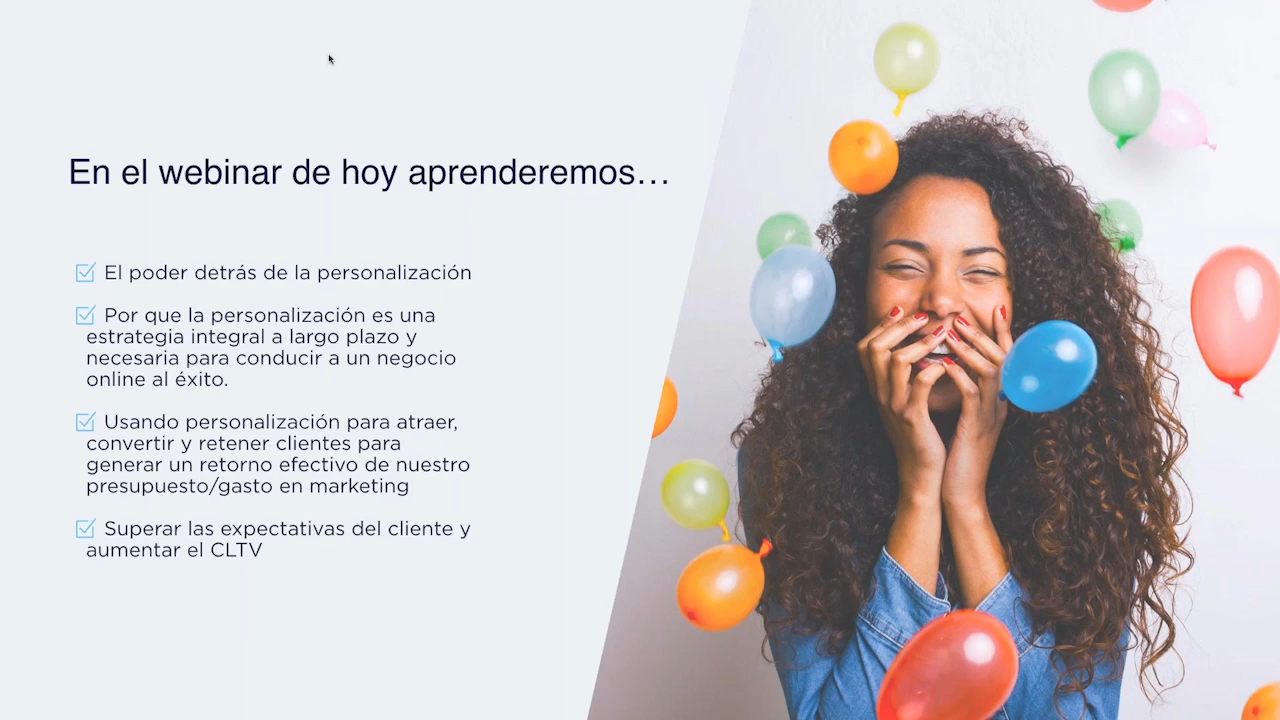 En el webinar de hoy aprenderemos…
El poder detrás de la personalización
Por que la personalización es una
estrategia integral a largo plazo y
necesaria para conducir a un negocio
online al éxito.
Usando personalización para atraer,
convertir y retener clientes para
generar un retorno efectivo de nuestro
presupuesto/gasto en marketing
Superar las expectativas del cliente y
aumentar el CLTV